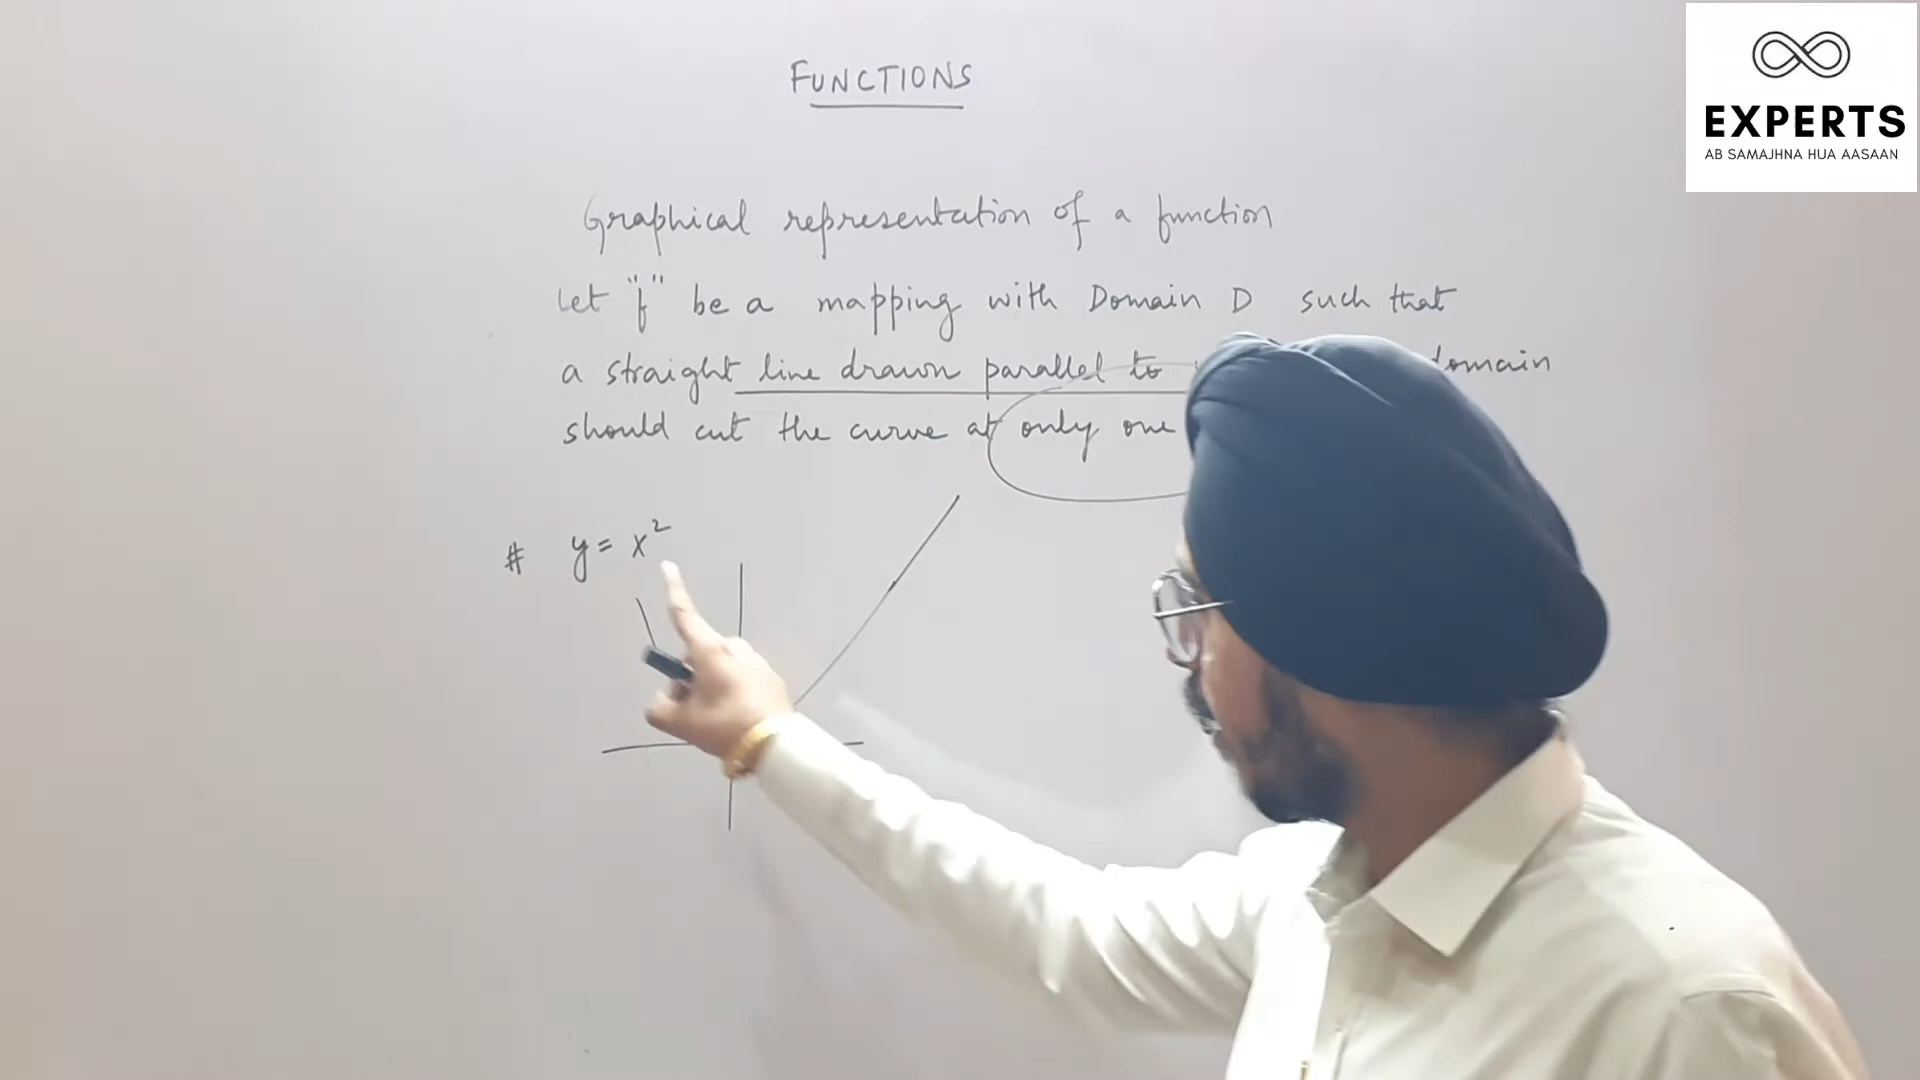 FUNCTIONS
EXPERTS
AB SAMAJHNA HUA AASAAN
Graphical representation of a function
Let "f" be a mapping with Domain D such that
a straight line drawn parallel to domain
should cut the curve at only one
# y = x²